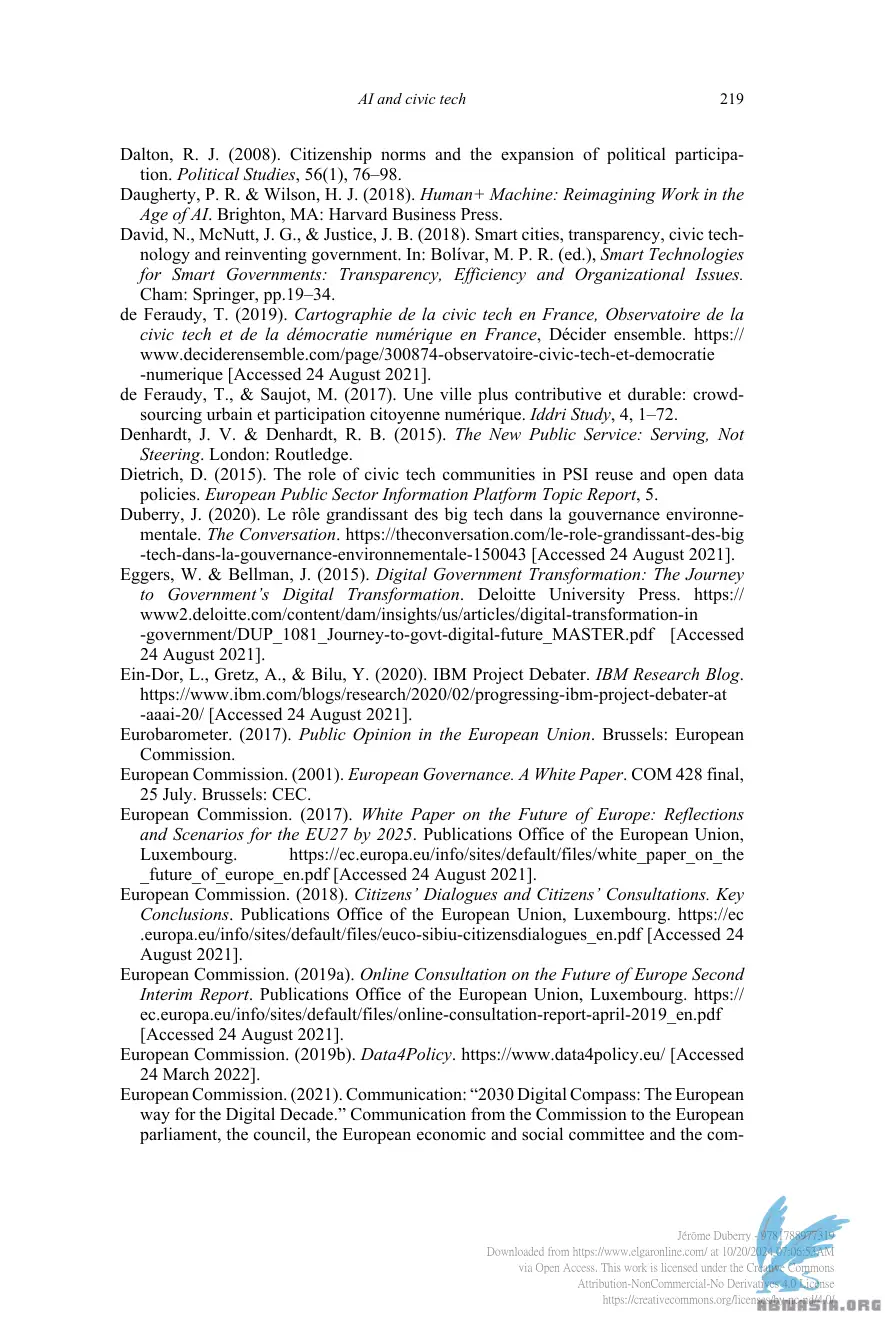 AI and civic tech 219
Dalton, R. J. (2008). Citizenship norms and the expansion of political participa-
tion. Political Studies, 56(1), 76–98.
Daugherty, P. R. & Wilson, H. J. (2018). Human+ Machine: Reimagining Work in the
Age of AI. Brighton, MA: Harvard Business Press.
David, N., McNutt, J. G., & Justice, J. B. (2018). Smart cities, transparency, civic tech-
nology and reinventing government. In: Bolívar, M. P. R. (ed.), Smart Technologies
for Smart Governments: Transparency, Efficiency and Organizational Issues.
Cham: Springer, pp.19–34.
de Feraudy, T. (2019). Cartographie de la civic tech en France, Observatoire de la
civic tech et de la démocratie numérique en France, Décider ensemble. https://
www.deciderensemble.com/page/300874-observatoire-civic-tech-et-democratie
-numerique [Accessed 24 August 2021].
de Feraudy, T., & Saujot, M. (2017). Une ville plus contributive et durable: crowd-
sourcing urbain et participation citoyenne numérique. Iddri Study, 4, 1–72.
Denhardt, J. V. & Denhardt, R. B. (2015). The New Public Service: Serving, Not
Steering. London: Routledge.
Dietrich, D. (2015). The role of civic tech communities in PSI reuse and open data
policies. European Public Sector Information Platform Topic Report, 5.
Duberry, J. (2020). Le rôle grandissant des big tech dans la gouvernance environne-
mentale. The Conversation. https://theconversation.com/le-role-grandissant-des-big
-tech-dans-la-gouvernance-environnementale-150043 [Accessed 24 August 2021].
Eggers, W. & Bellman, J. (2015). Digital Government Transformation: The Journey
to Government’s Digital Transformation. Deloitte University Press. https://
www2.deloitte.com/content/dam/insights/us/articles/digital-transformation-in
-government/DUP_1081_Journey-to-govt-digital-future_MASTER.pdf [Accessed
24 August 2021].
Ein-Dor, L., Gretz, A., & Bilu, Y. (2020). IBM Project Debater. IBM Research Blog.
https://www.ibm.com/blogs/research/2020/02/progressing-ibm-project-debater-at
-aaai-20/ [Accessed 24 August 2021].
Eurobarometer. (2017). Public Opinion in the European Union. Brussels: European
Commission.
European Commission. (2001). European Governance. A White Paper. COM 428 final,
25 July. Brussels: CEC.
European Commission. (2017). White Paper on the Future of Europe: Reflections
and Scenarios for the EU27 by 2025. Publications Office of the European Union,
Luxembourg. https://ec.europa.eu/info/sites/default/files/white_paper_on_the
_future_of_europe_en.pdf [Accessed 24 August 2021].
European Commission. (2018). Citizens’ Dialogues and Citizens’ Consultations. Key
Conclusions. Publications Office of the European Union, Luxembourg. https://ec
.europa.eu/info/sites/default/files/euco-sibiu-citizensdialogues_en.pdf [Accessed 24
August 2021].
European Commission. (2019a). Online Consultation on the Future of Europe Second
Interim Report. Publications Office of the European Union, Luxembourg. https://
ec.europa.eu/info/sites/default/files/online-consultation-report-april-2019_en.pdf
[Accessed 24 August 2021].
European Commission. (2019b). Data4Policy. https://www.data4policy.eu/ [Accessed
24 March 2022].
European Commission. (2021). Communication: “2030 Digital Compass: The European
way for the Digital Decade.” Communication from the Commission to the European
parliament, the council, the European economic and social committee and the com-
Jérôme Duberry - 9781788977319
Downloaded from https://www.elgaronline.com/ at 10/20/2024 07:06:53AM
via Open Access. This work is licensed under the Creative Commons
Attribution-NonCommercial-No Derivatives 4.0 License
https://creativecommons.org/licenses/by-nc-nd/4.0/
ABTNASIA.ORG